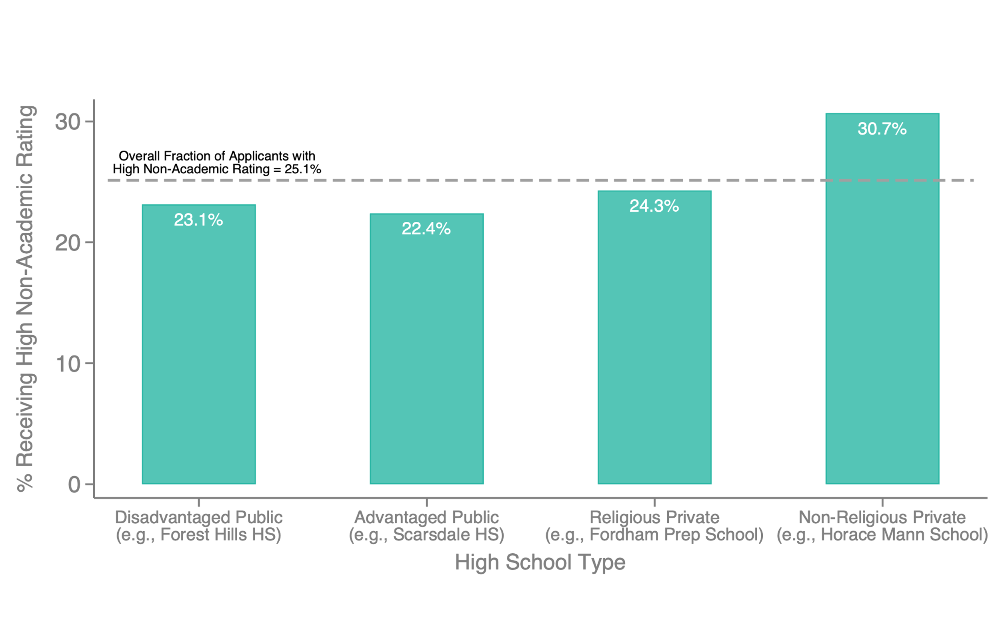 % Receiving High Non-Academic Rating
30
20
10
0
Overall Fraction of Applicants with
High Non-Academic Rating = 25.1%
23.1%
22.4%
24.3%
30.7%
Disadvantaged Public
(e.g., Forest Hills HS)
Advantaged Public
(e.g., Scarsdale HS)
Religious Private
(e.g., Fordham Prep School)
Non-Religious Private
(e.g., Horace Mann School)
High School Type